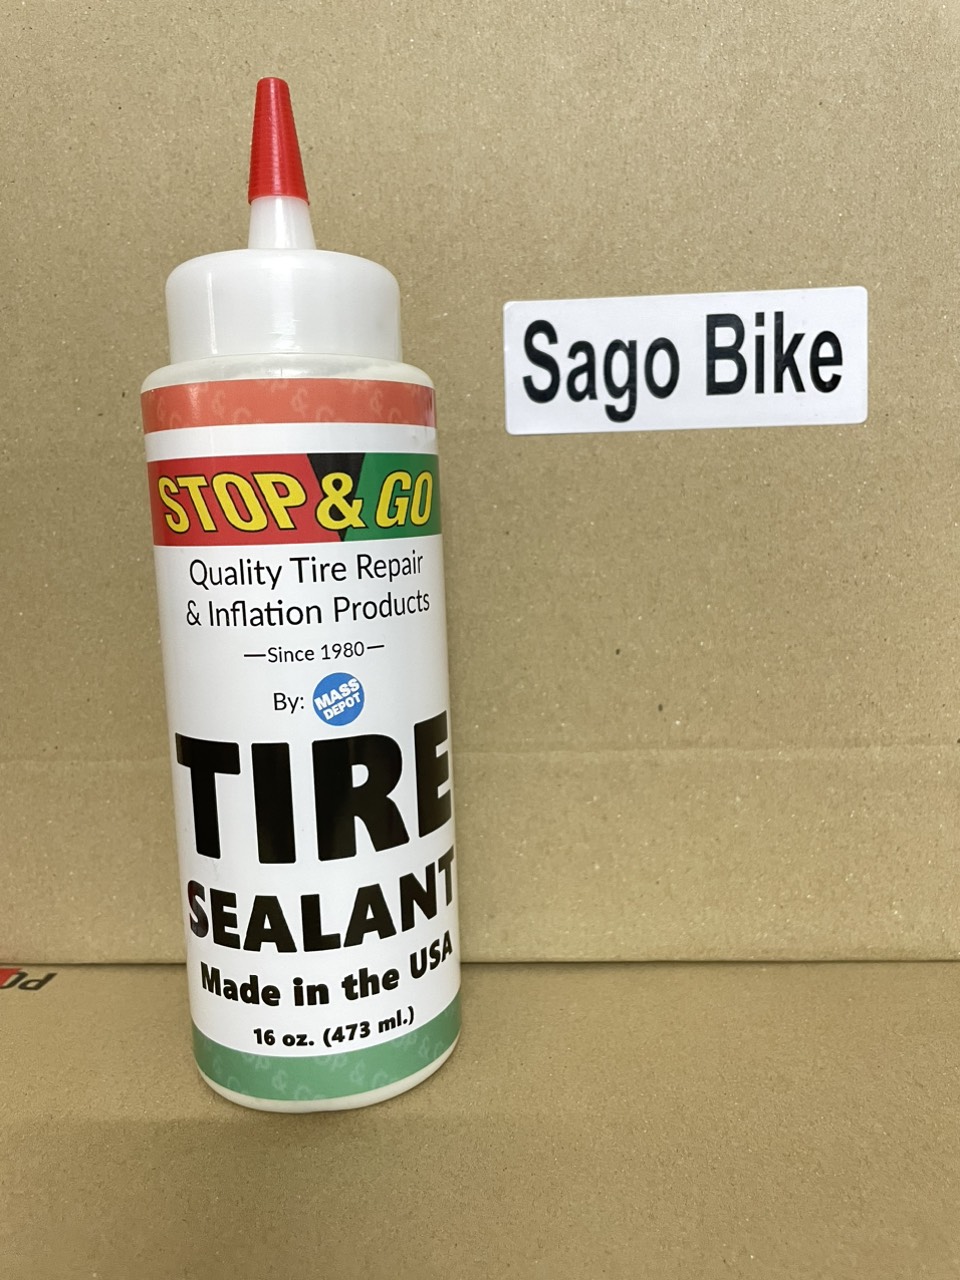 STOP & GO
Quality Tire Repair
& Inflation Products
—Since 1980—
By: MASS
DEPOT
TIRE
SEALANT
Made in the USA
16 oz. (473 ml.)
Sago Bike